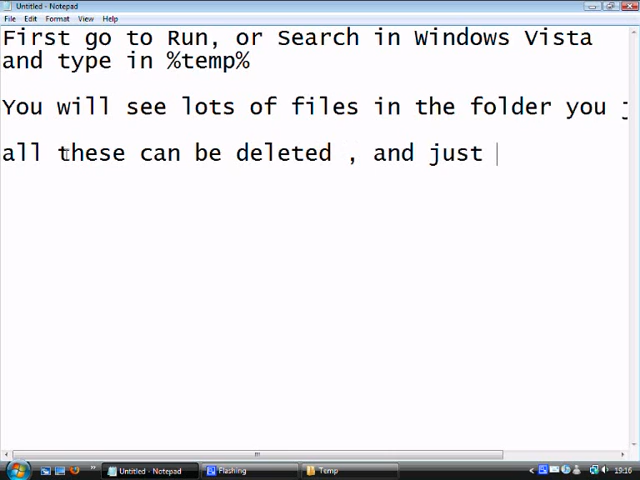 Untitled - Notepad
File Edit Format View Help
First go to Run, or Search in Windows Vista
and type in %temp%
You will see lots of files in the folder you
all these can be deleted , and just
Untitled - Notepad Flashing Temp 19:16